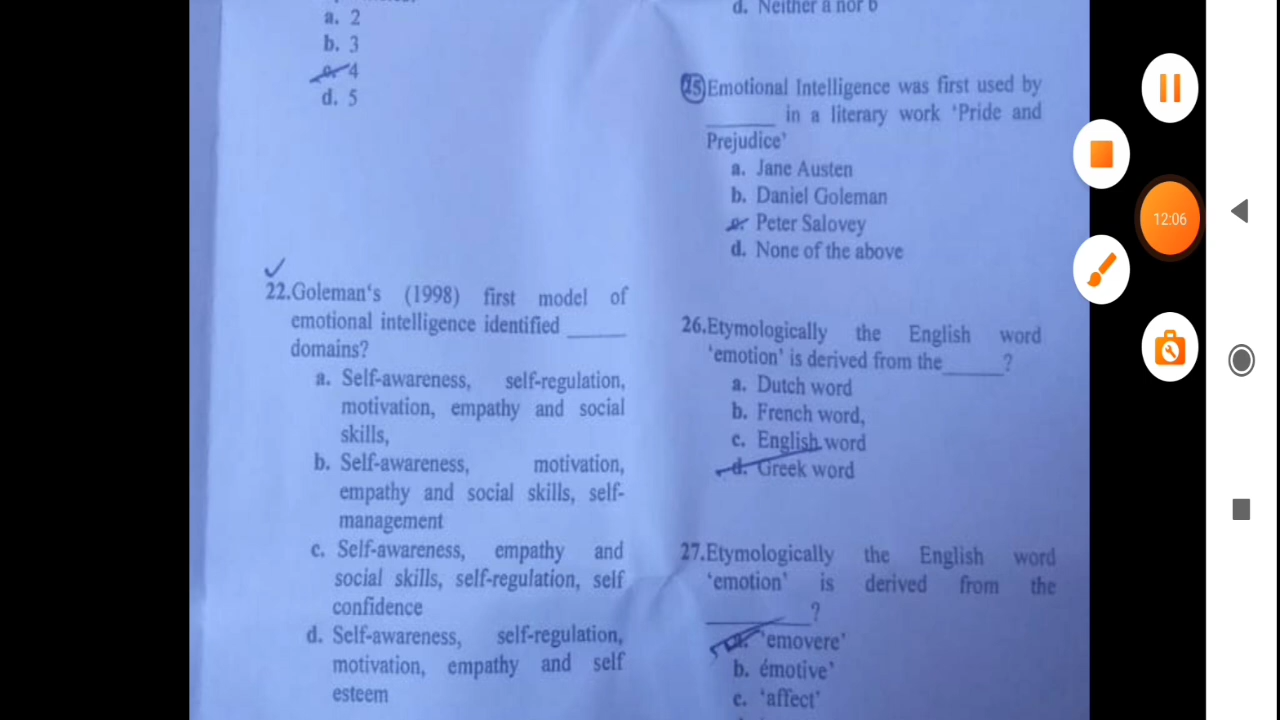 a. 2
b. 3
c. 4
d. 5
22.Goleman‘s (1998) first model of
emotional intelligence identified ______
domains?
a. Self-awareness, self-regulation,
motivation, empathy and social
skills,
b. Self-awareness, motivation,
empathy and social skills, self-
management
c. Self-awareness, empathy and
social skills, self-regulation, self
confidence
d. Self-awareness, self-regulation,
motivation, empathy and self
esteem
d. Neither a nor b
25.Emotional Intelligence was first used by
_______ in a literary work ‘Pride and
Prejudice’
a. Jane Austen
b. Daniel Goleman
c. Peter Salovey
d. None of the above
26.Etymologically the English word
‘emotion’ is derived from the______?
a. Dutch word
b. French word,
c. English word
d. Greek word
27.Etymologically the English word
‘emotion’ is derived from the
__________?
a. ‘emovere’
b. émotive’
c. ‘affect’
12:06